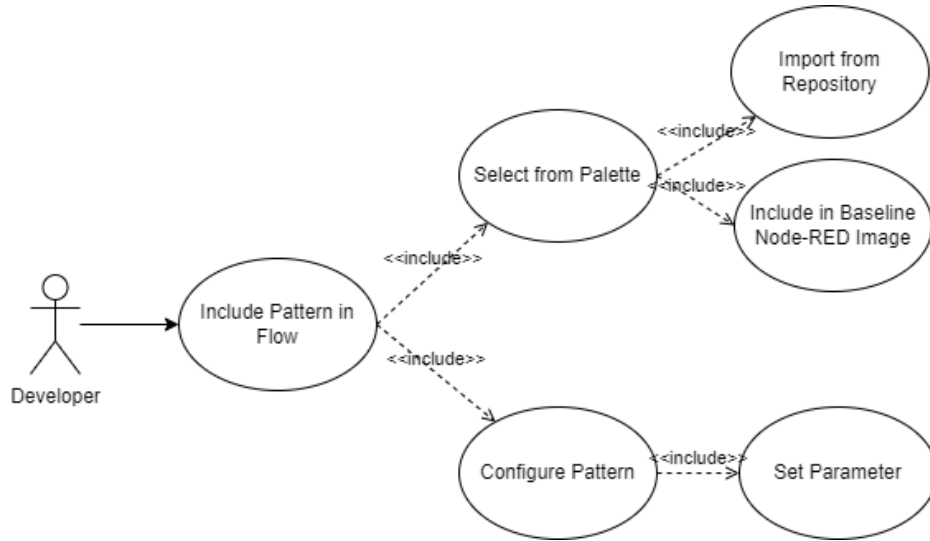 Import from
Repository
<<include>>
Select from Palette
<<include>>
Include in Baseline
Node-RED Image
<<include>>
Include Pattern in
Flow
<<include>>
Developer
Configure Pattern
<<include>>
Set Parameter